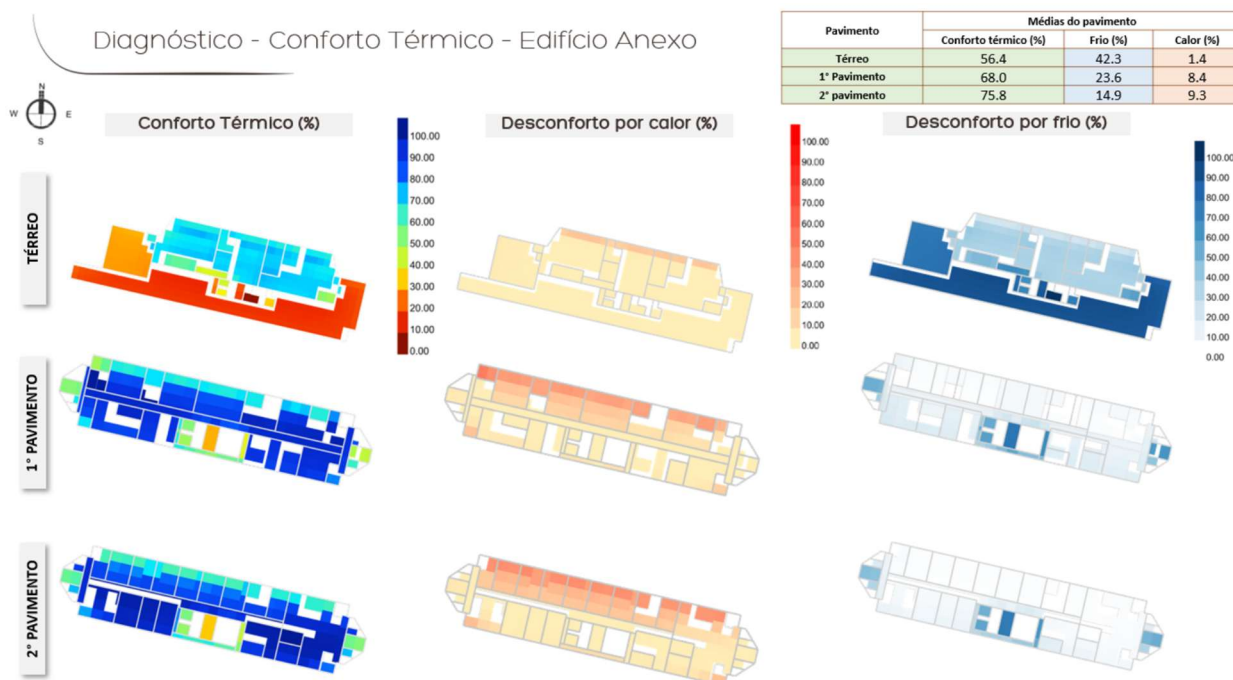 Diagnóstico - Conforto Térmico - Edifício Anexo
Pavimento
Médias do pavimento
Conforto térmico (%) Frio (%) Calor (%)
Térreo 56.4 42.3 1.4
1° Pavimento 68.0 23.6 8.4
2° pavimento 75.8 14.9 9.3
N
W E
S
Conforto Térmico (%)
Desconforto por calor (%)
Desconforto por frio (%)
TÉRREO
100.00
90.00
80.00
70.00
60.00
50.00
40.00
30.00
20.00
10.00
0.00
100.00
90.00
80.00
70.00
60.00
50.00
40.00
30.00
20.00
10.00
0.00
100.00
90.00
80.00
70.00
60.00
50.00
40.00
30.00
20.00
10.00
0.00
1° PAVIMENTO
2° PAVIMENTO